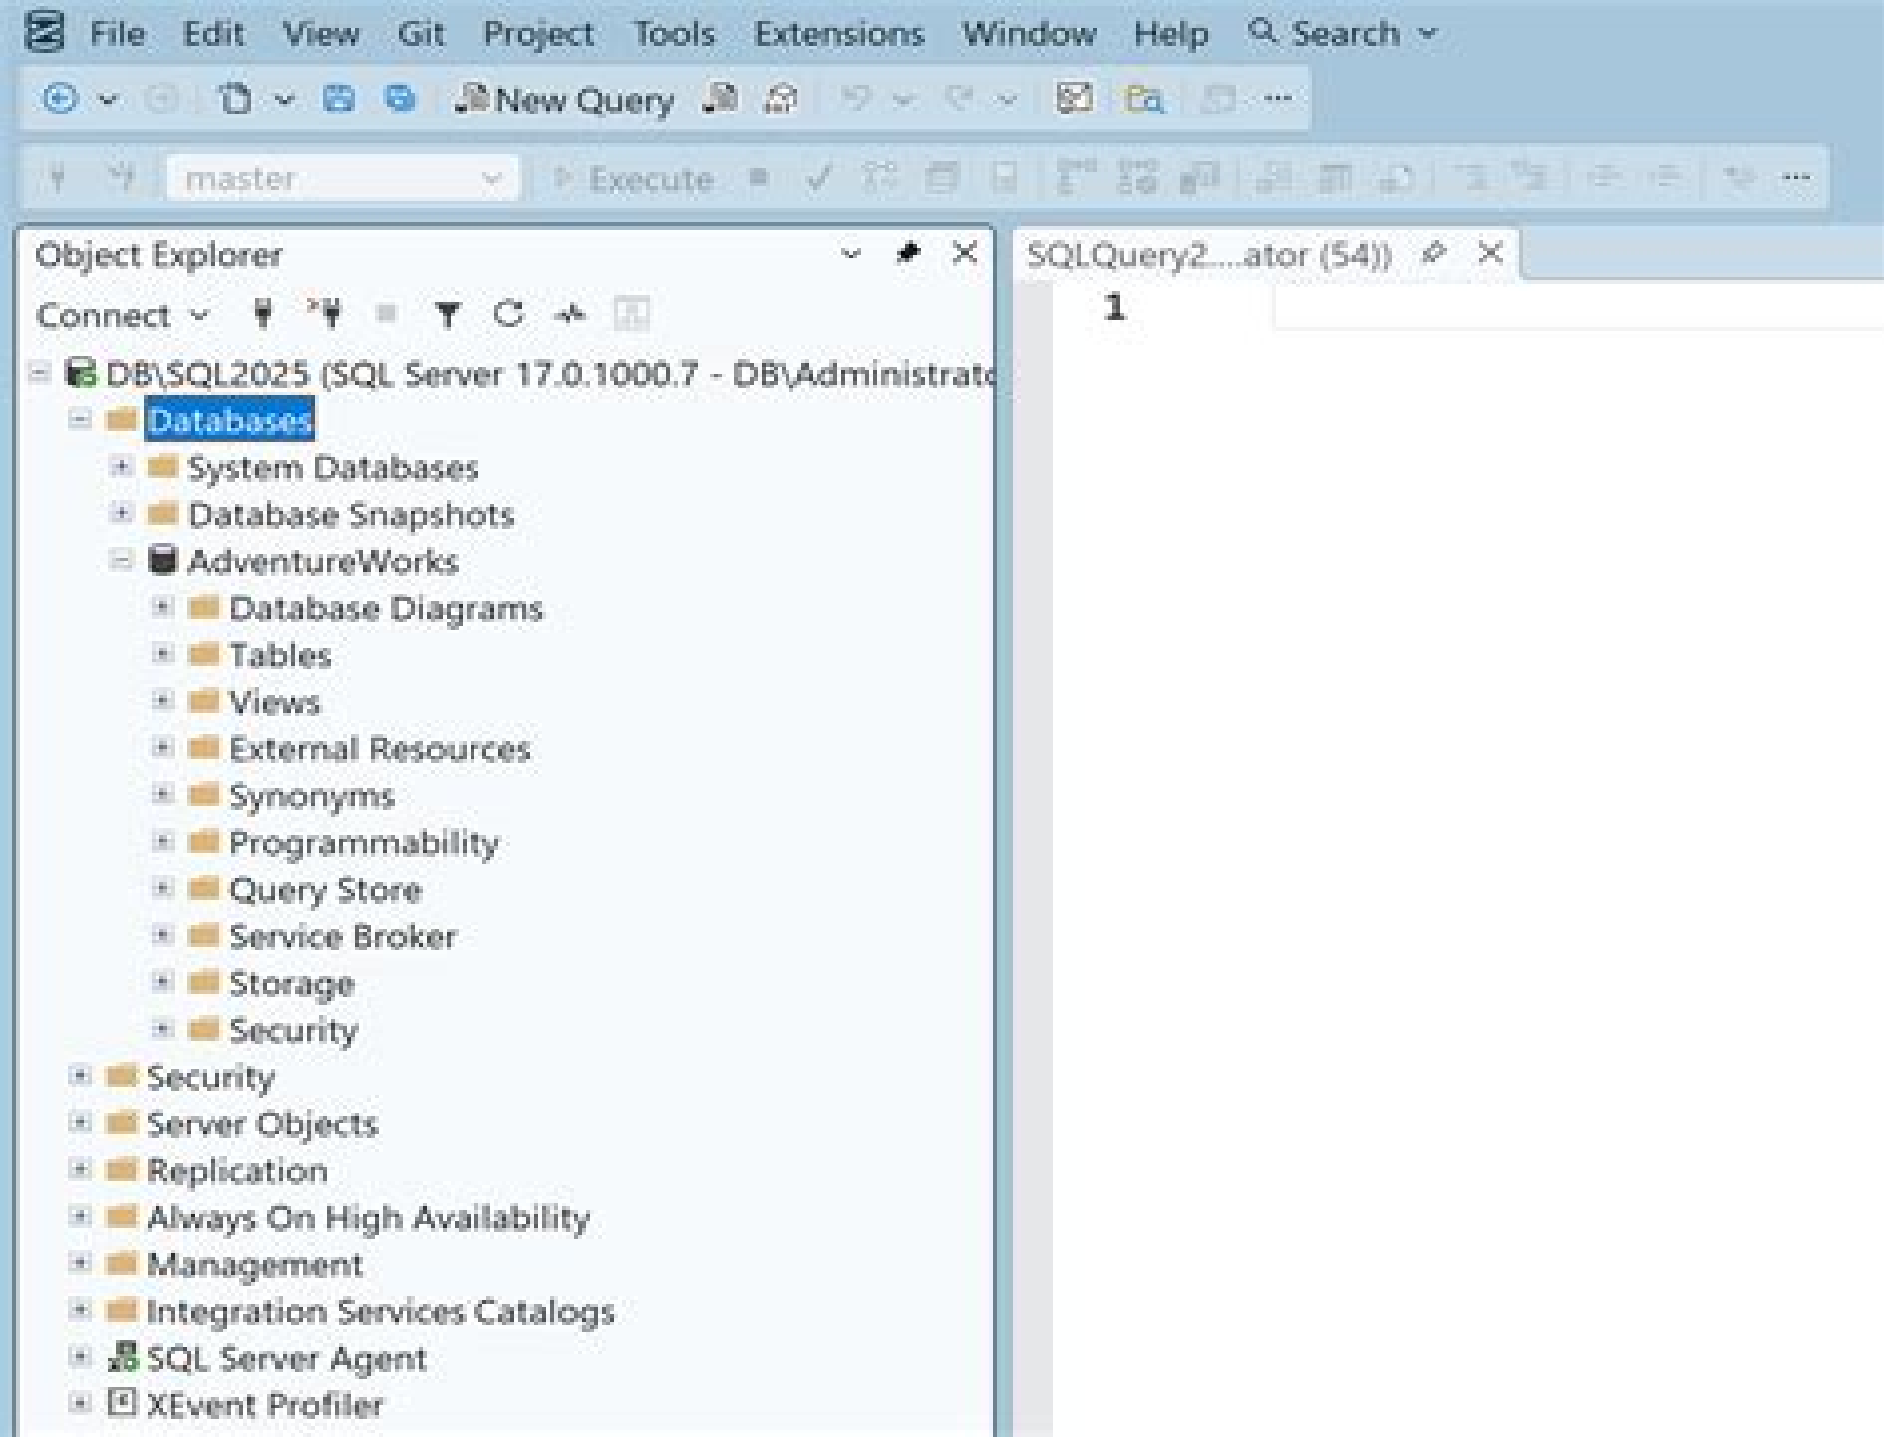 File Edit View Git Project Tools Extensions Window Help Search
New Query
master Execute
Object Explorer
SQLQuery2....ator (54))
Connect
1
DB\SQL2025 (SQL Server 17.0.1000.7 - DB\Administrato
Databases
System Databases
Database Snapshots
AdventureWorks
Database Diagrams
Tables
Views
External Resources
Synonyms
Programmability
Query Store
Service Broker
Storage
Security
Security
Server Objects
Replication
Always On High Availability
Management
Integration Services Catalogs
SQL Server Agent
XEvent Profiler